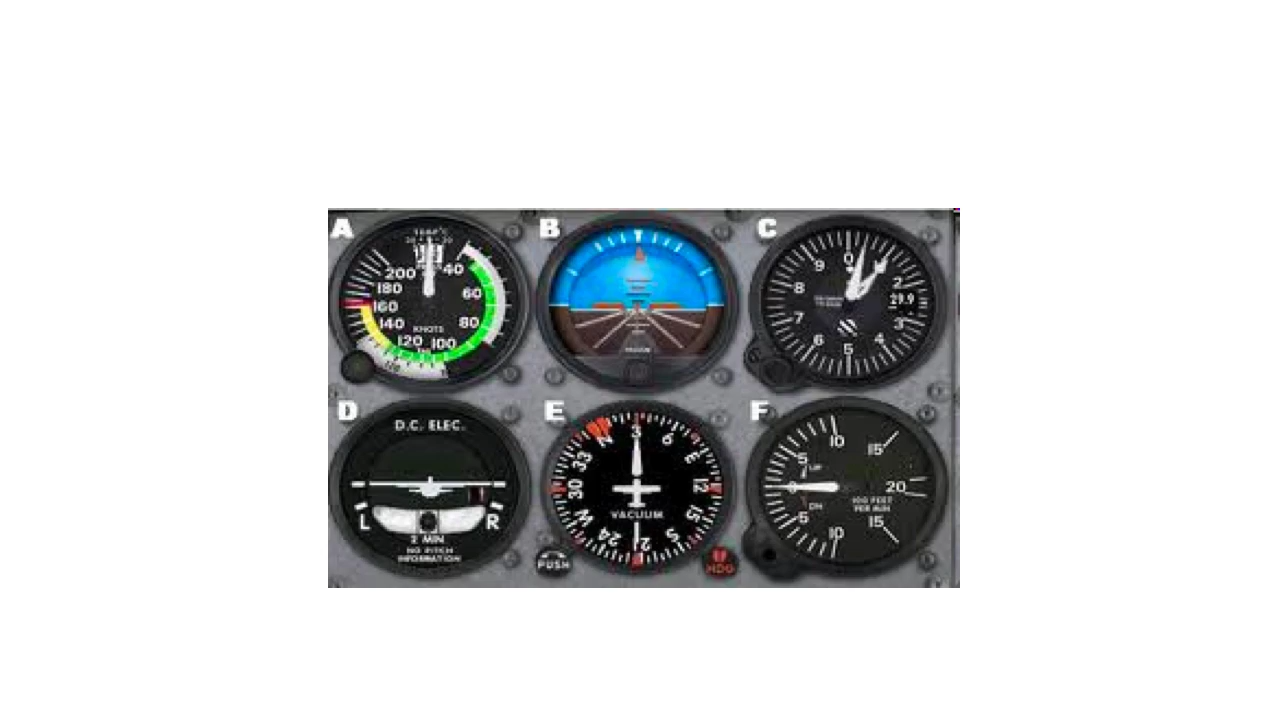 A
B
C
TEMP°C
200
40
180
60
160
140
80
KNOTS
120
100
VACUUM
0
9
2
8
29.9
7
3
6
4
5
D
E
F
D.C. ELEC.
L
R
2 MIN
NO PITCH
INFORMATION
N
3
6
33
E
30
12
W
VACUUM
15
24
21
S
PUSH
HDG
10
15
5
UP
0
20
100 FEET
PER MIN
DN
5
15
10